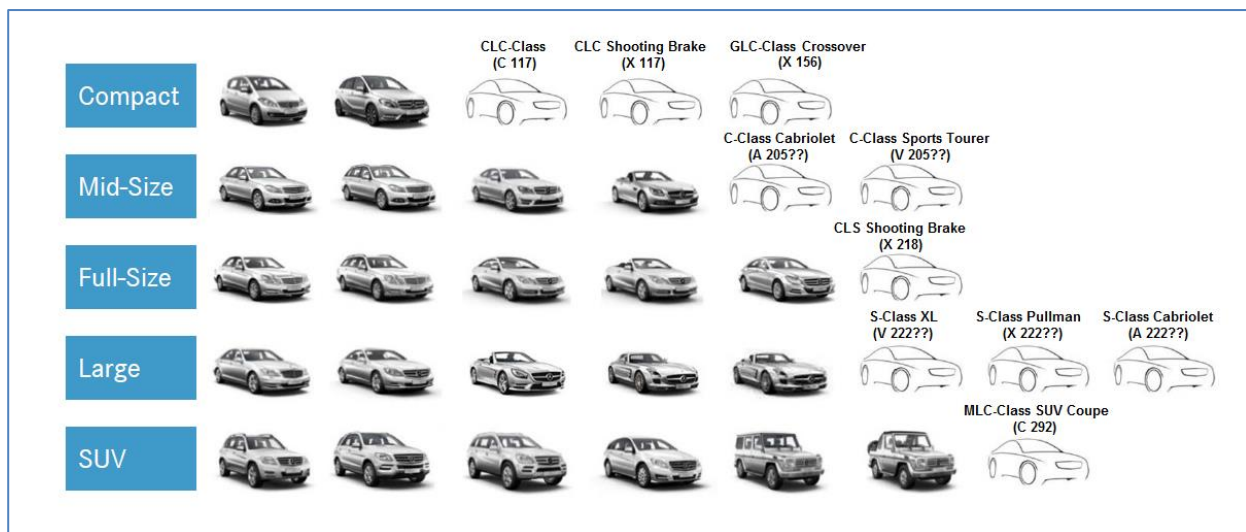 CLC-Class
(C 117)
CLC Shooting Brake
(X 117)
GLC-Class Crossover
(X 156)
Compact
C-Class Cabriolet
(A 205??)
C-Class Sports Tourer
(V 205??)
Mid-Size
CLS Shooting Brake
(X 218)
Full-Size
S-Class XL
(V 222??)
S-Class Pullman
(X 222??)
S-Class Cabriolet
(A 222??)
Large
MLC-Class SUV Coupe
(C 292)
SUV